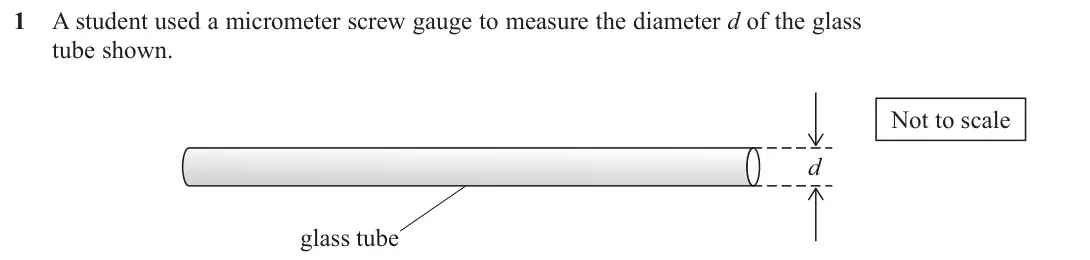 1 A student used a micrometer screw gauge to measure the diameter d of the glass
tube shown.
Not to scale
d
glass tube